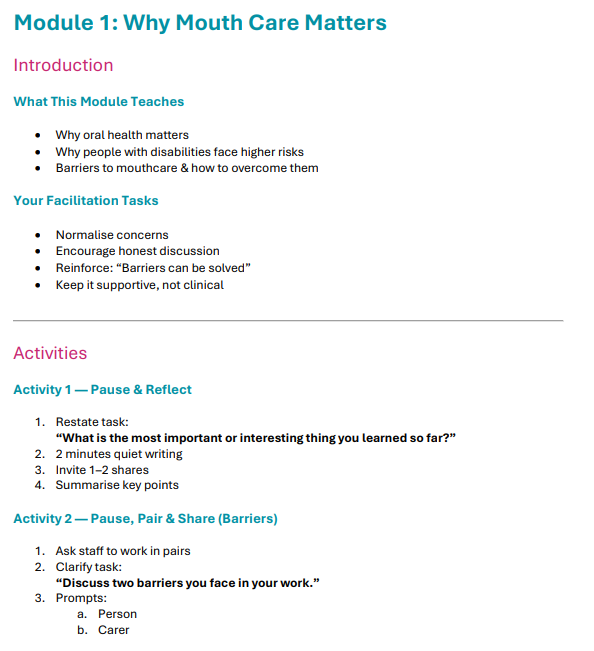 Module 1: Why Mouth Care Matters
Introduction
What This Module Teaches
• Why oral health matters
• Why people with disabilities face higher risks
• Barriers to mouthcare & how to overcome them
Your Facilitation Tasks
• Normalise concerns
• Encourage honest discussion
• Reinforce: “Barriers can be solved”
• Keep it supportive, not clinical
Activities
Activity 1 — Pause & Reflect
1. Restate task:
“What is the most important or interesting thing you learned so far?”
2. 2 minutes quiet writing
3. Invite 1–2 shares
4. Summarise key points
Activity 2 — Pause, Pair & Share (Barriers)
1. Ask staff to work in pairs
2. Clarify task:
“Discuss two barriers you face in your work.”
3. Prompts:
a. Person
b. Carer